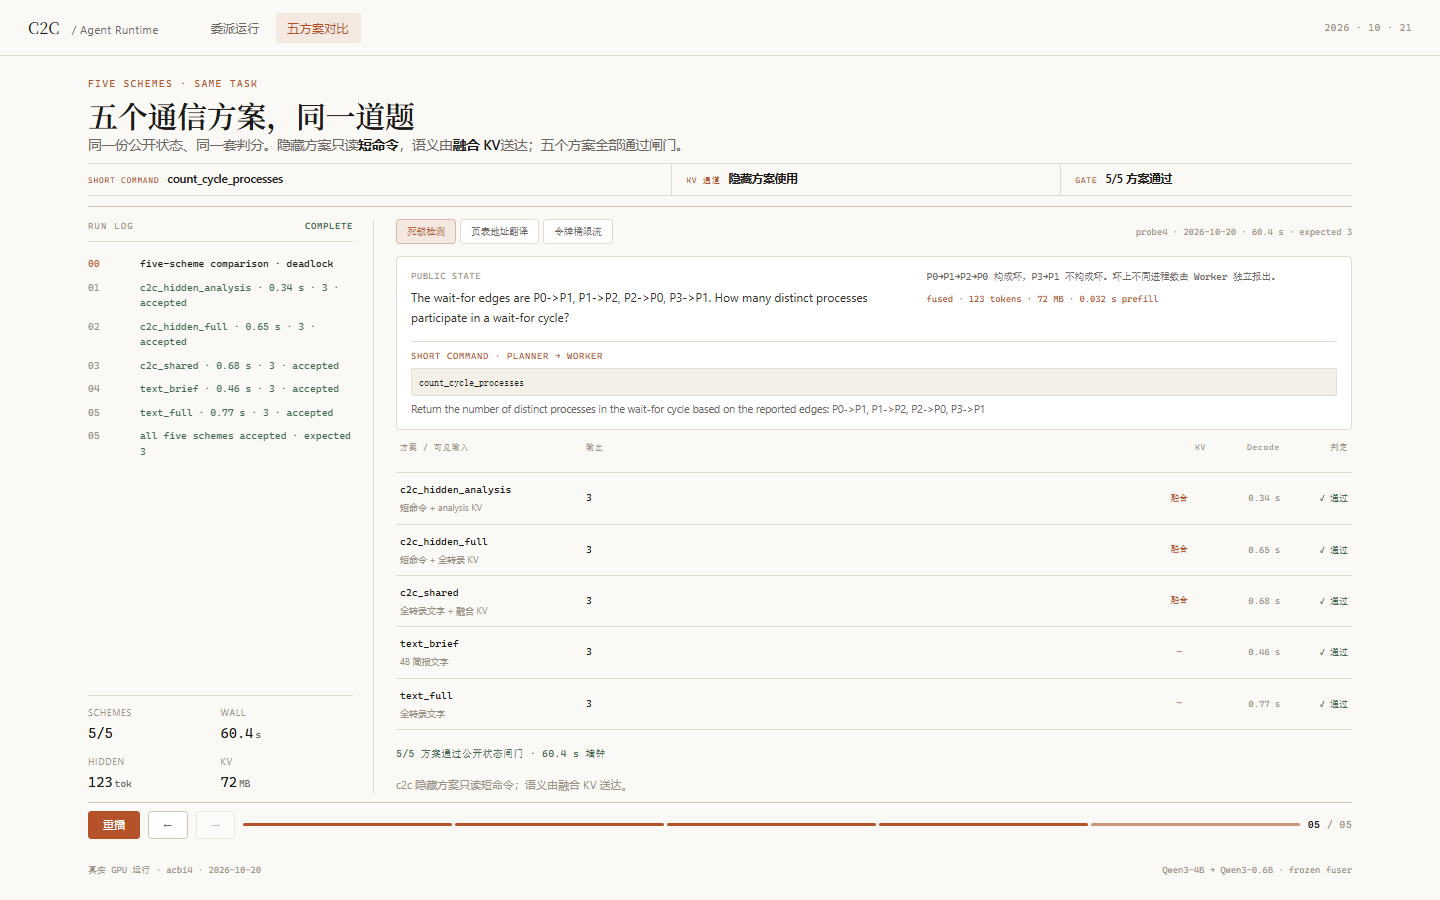 C2C / Agent Runtime 委派运行 五方案对比 2026 · 10 · 21
FIVE SCHEMES · SAME TASK
五个通信方案，同一道题
同一份公开状态、同一套判分。隐藏方案只读短命令，语义由融合 KV送达；五个方案全部通过闸门。
SHORT COMMAND count_cycle_processes KV 通道 隐藏方案使用 GATE 5/5 方案通过
RUN LOG COMPLETE
00 five-scheme comparison · deadlock
01 c2c_hidden_analysis · 0.34 s · 3 ·
accepted
02 c2c_hidden_full · 0.65 s · 3 ·
accepted
03 c2c_shared · 0.68 s · 3 · accepted
04 text_brief · 0.46 s · 3 · accepted
05 text_full · 0.77 s · 3 · accepted
05 all five schemes accepted · expected
3
SCHEMES WALL
5/5 60.4 s
HIDDEN KV
123 tok 72 MB
死锁检测 页表地址翻译 令牌桶限流 probe4 · 2026-10-20 · 60.4 s · expected 3
PUBLIC STATE
The wait-for edges are P0->P1, P1->P2, P2->P0, P3->P1. How many distinct processes
participate in a wait-for cycle?
P0→P1→P2→P0 构成环，P3→P1 不构成环。环上不同进程数由 Worker 独立报出。
fused · 123 tokens · 72 MB · 0.032 s prefill
SHORT COMMAND · PLANNER → WORKER
count_cycle_processes
Return the number of distinct processes in the wait-for cycle based on the reported edges: P0->P1, P1->P2, P2->P0, P3->P1
方案 / 可见输入 输出 KV Decode 判定
c2c_hidden_analysis 3 融合 0.34 s ✓ 通过
短命令 + analysis KV
c2c_hidden_full 3 融合 0.65 s ✓ 通过
短命令 + 全转录 KV
c2c_shared 3 融合 0.68 s ✓ 通过
全转录文字 + 融合 KV
text_brief 3 — 0.46 s ✓ 通过
4B 简报文字
text_full 3 — 0.77 s ✓ 通过
全转录文字
5/5 方案通过公开状态闸门 · 60.4 s 墙钟
c2c 隐藏方案只读短命令；语义由融合 KV 送达。
重播 ← → 05 / 05
真实 GPU 运行 · acbi4 · 2026-10-20 Qwen3-4B → Qwen3-0.6B · frozen fuser